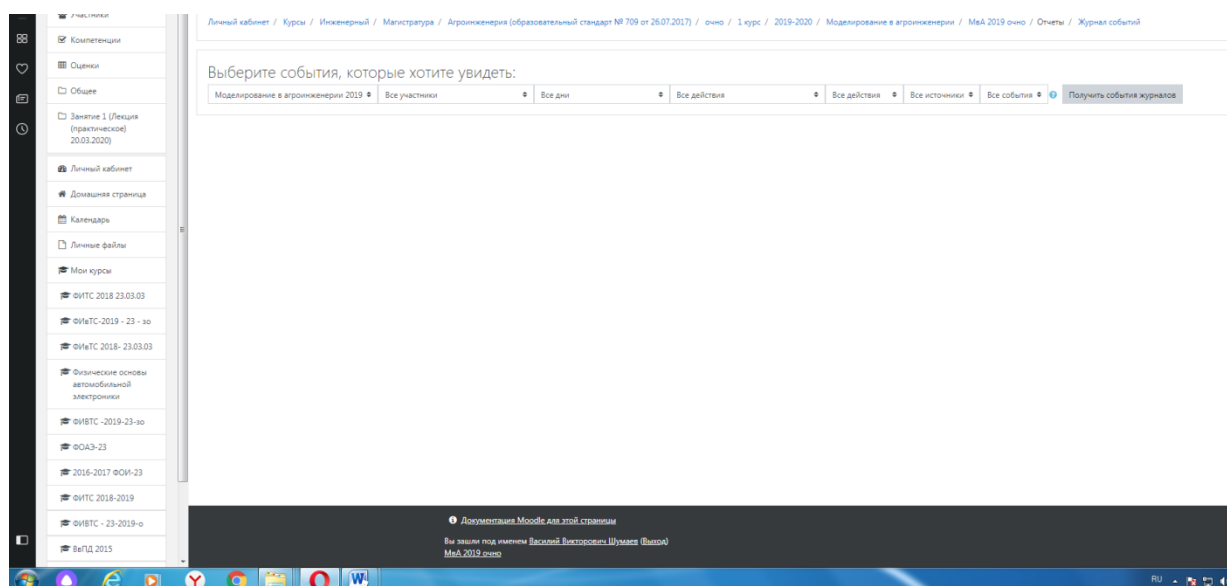 Участники
Компетенции
Оценки
Общее
Занятие 1 (Лекция
(практическое)
20.03.2020)
Личный кабинет
Домашняя страница
Календарь
Личные файлы
Мои курсы
ФИТС 2018 23.03.03
ФИвТС-2019 - 23 - зо
ФИвТС 2018- 23.03.03
Физические основы
автомобильной
электроники
ФИВТС -2019-23-зо
ФОАЭ-23
2016-2017 ФОИ-23
ФИТС 2018-2019
ФИВТС - 23-2019-о
ВвПД 2015
Личный кабинет / Курсы / Инженерный / Магистратура / Агроинженерия (образовательный стандарт № 709 от 26.07.2017) / очно / 1 курс / 2019-2020 / Моделирование в агроинженерии / МвА 2019 очно / Отчеты / Журнал событий
Выберите события, которые хотите увидеть:
Моделирование в агроинженерии 2019 Все участники Все дни Все действия Все действия Все источники Все события Получить события журналов
Документация Moodle для этой страницы
Вы зашли под именем Василий Викторович Шумаев (Выход)
МвА 2019 очно
RU